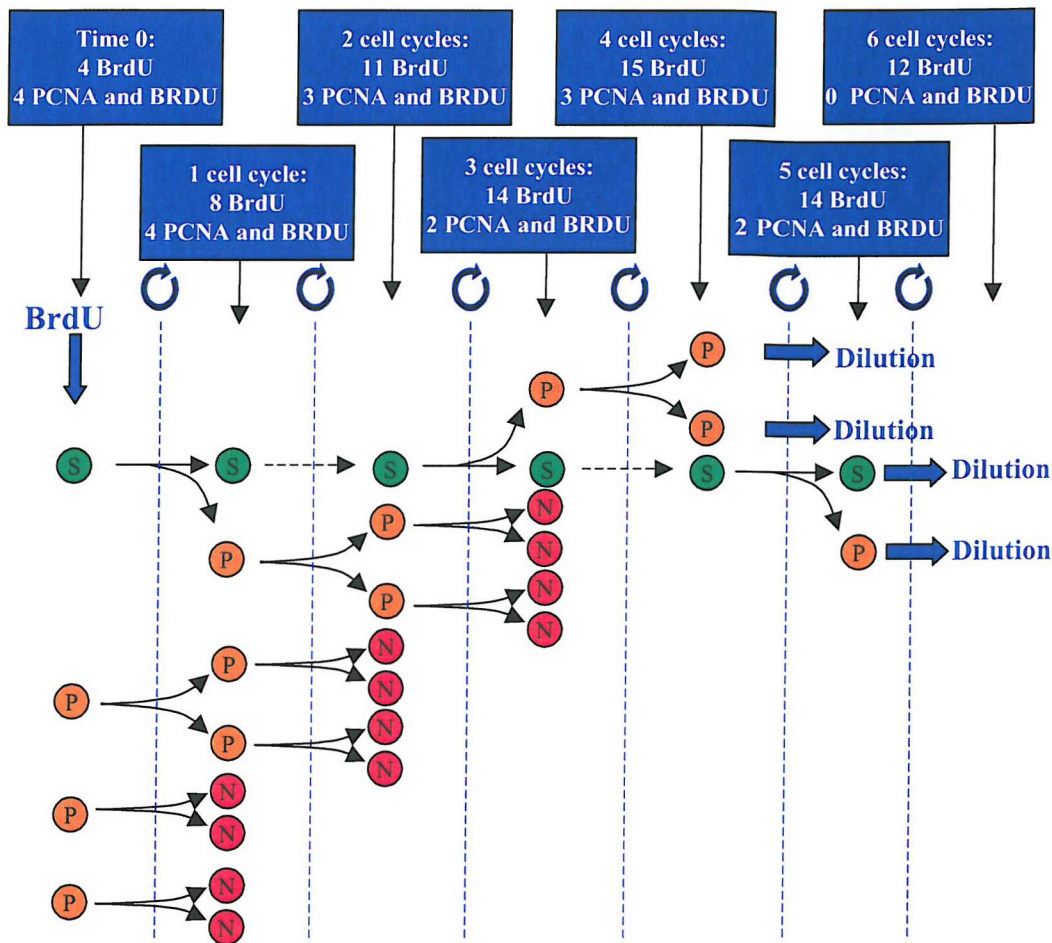 Time 0:
4 BrdU
4 PCNA and BRDU
2 cell cycles:
11 BrdU
3 PCNA and BRDU
4 cell cycles:
15 BrdU
3 PCNA and BRDU
6 cell cycles:
12 BrdU
0 PCNA and BRDU
1 cell cycle:
8 BrdU
4 PCNA and BRDU
3 cell cycles:
14 BrdU
2 PCNA and BRDU
5 cell cycles:
14 BrdU
2 PCNA and BRDU
BrdU
P
Dilution
P
P
Dilution
S
S
S
S
S
S
Dilution
N
P
N
P
P
Dilution
N
P
N
N
P
N
P
N
P
N
N
P
N
N
P
N